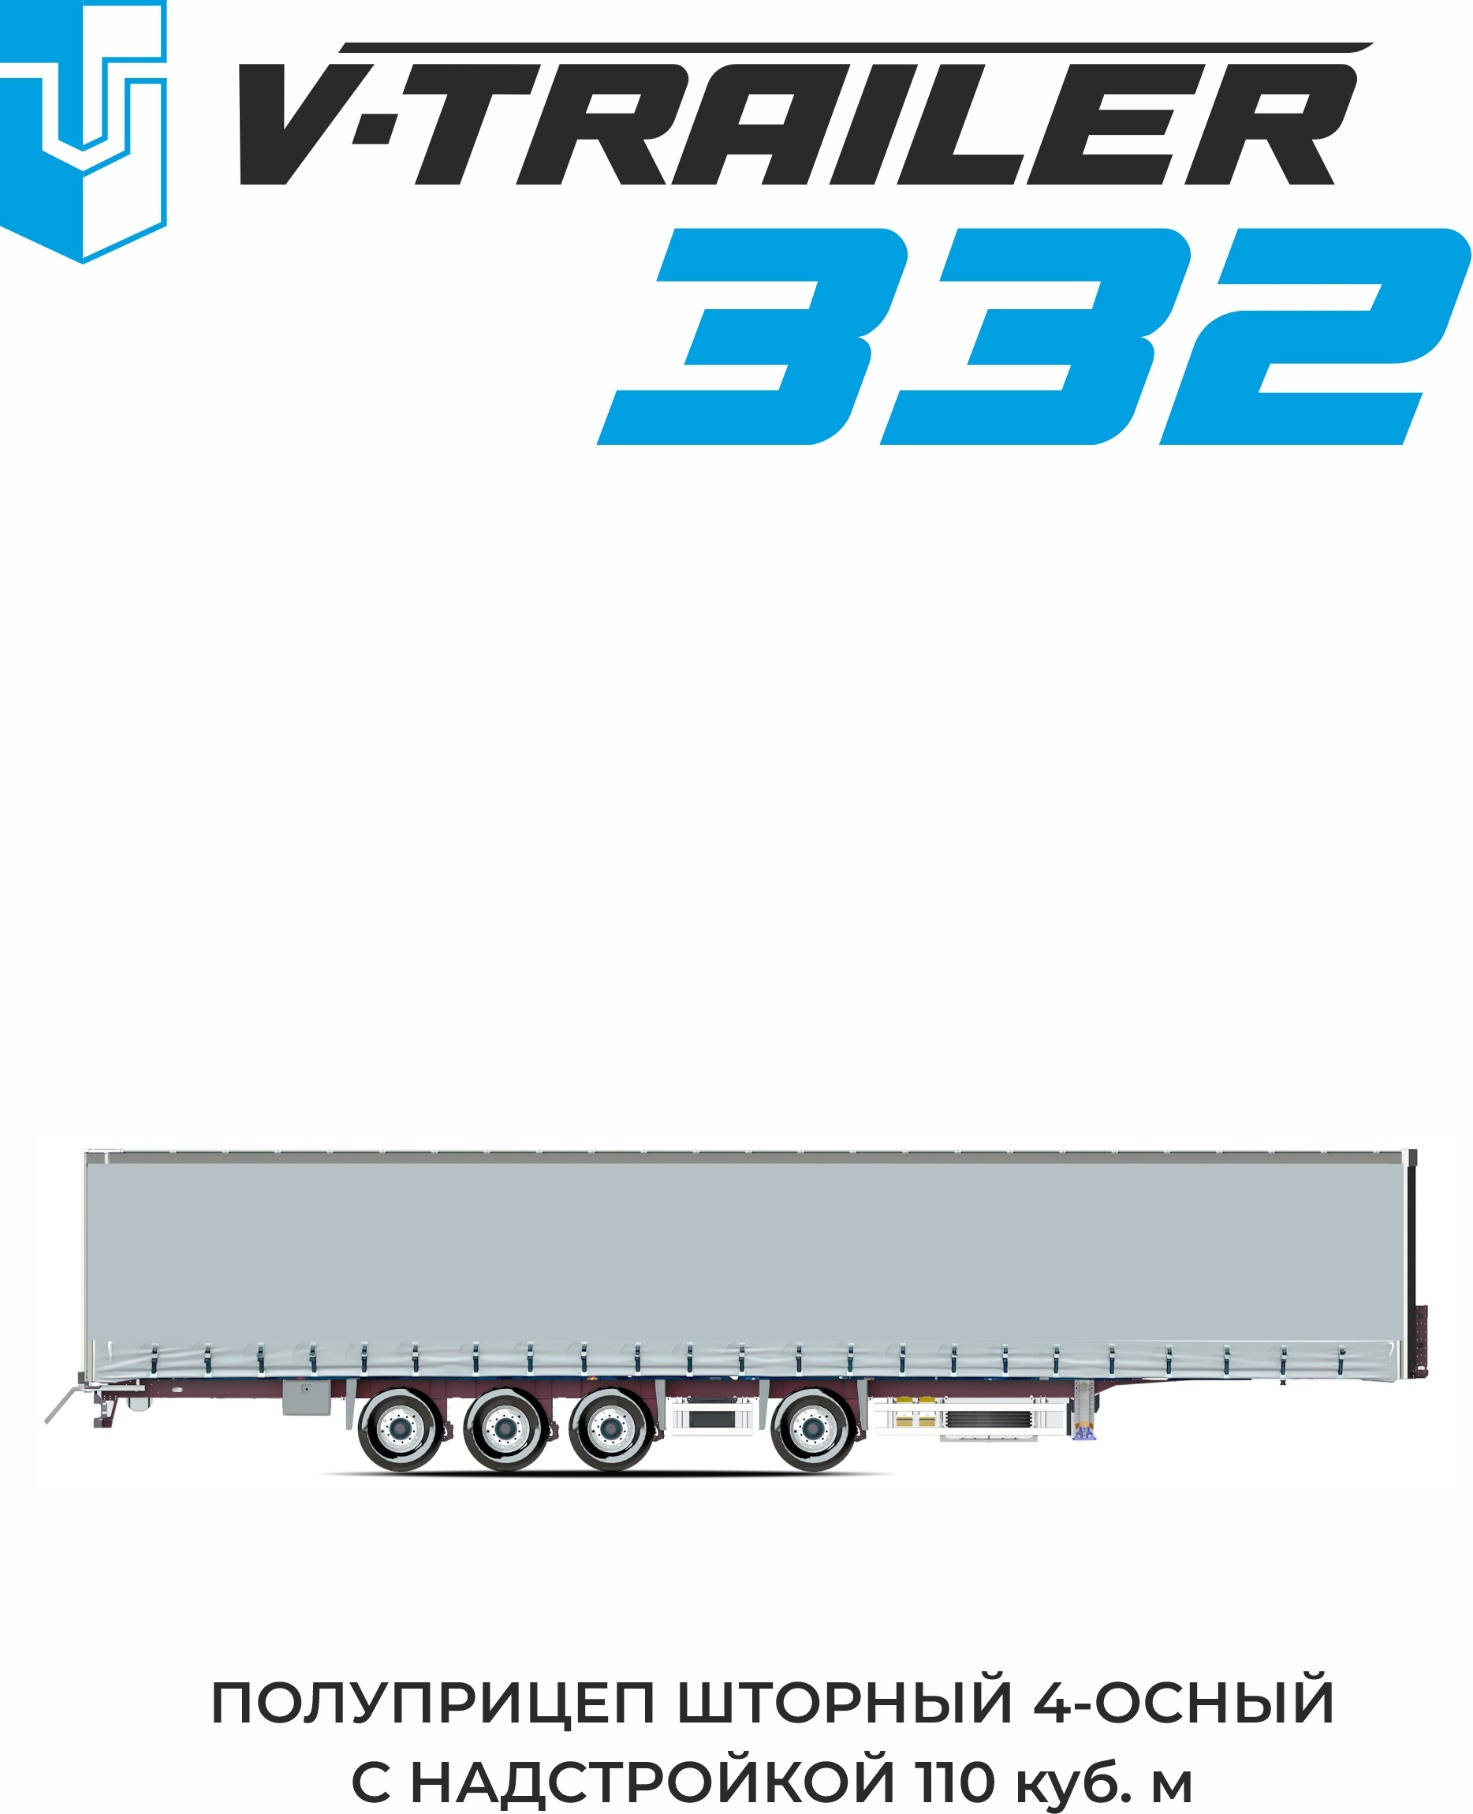 V-TRAILER
332
ПОЛУПРИЦЕП ШТОРНЫЙ 4-ОСНЫЙ
С НАДСТРОЙКОЙ 110 куб. м